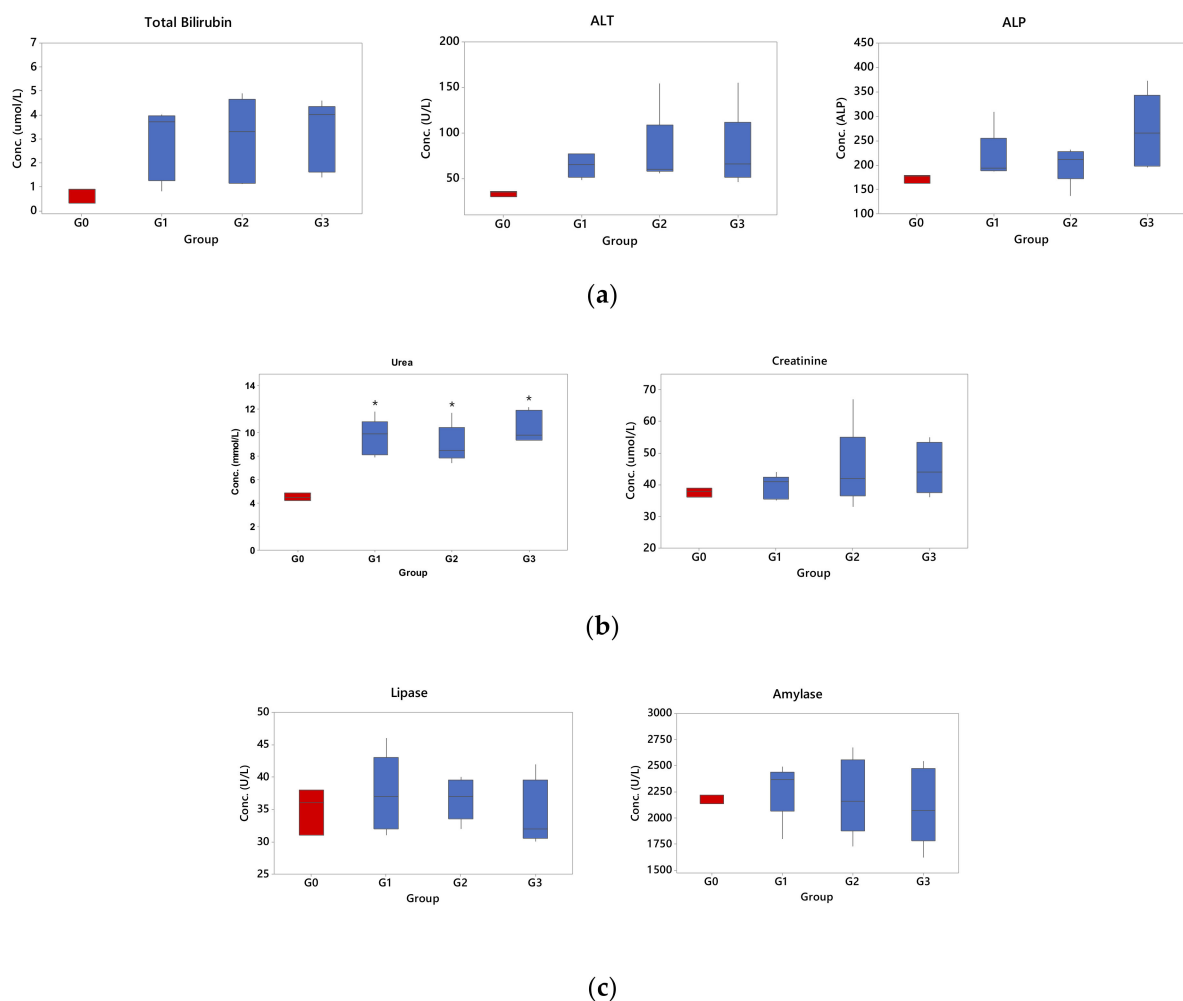 Total Bilirubin
7
6
5
4
3
2
1
0
Conc. (umol/L)
G0 G1 G2 G3
Group
ALT
200
150
100
50
Conc. (U/L)
G0 G1 G2 G3
Group
ALP
450
400
350
300
250
200
150
100
Conc. (ALP)
G0 G1 G2 G3
Group
(a)
Urea
14
12
10
8
6
4
2
0
Conc. (mmol/L)
* * *
G0 G1 G2 G3
Group
Creatinine
70
60
50
40
30
20
Conc. (umol/L)
G0 G1 G2 G3
Group
(b)
Lipase
50
45
40
35
30
25
Conc. (U/L)
G0 G1 G2 G3
Group
Amylase
3000
2750
2500
2250
2000
1750
1500
Conc. (U/L)
G0 G1 G2 G3
Group
(c)